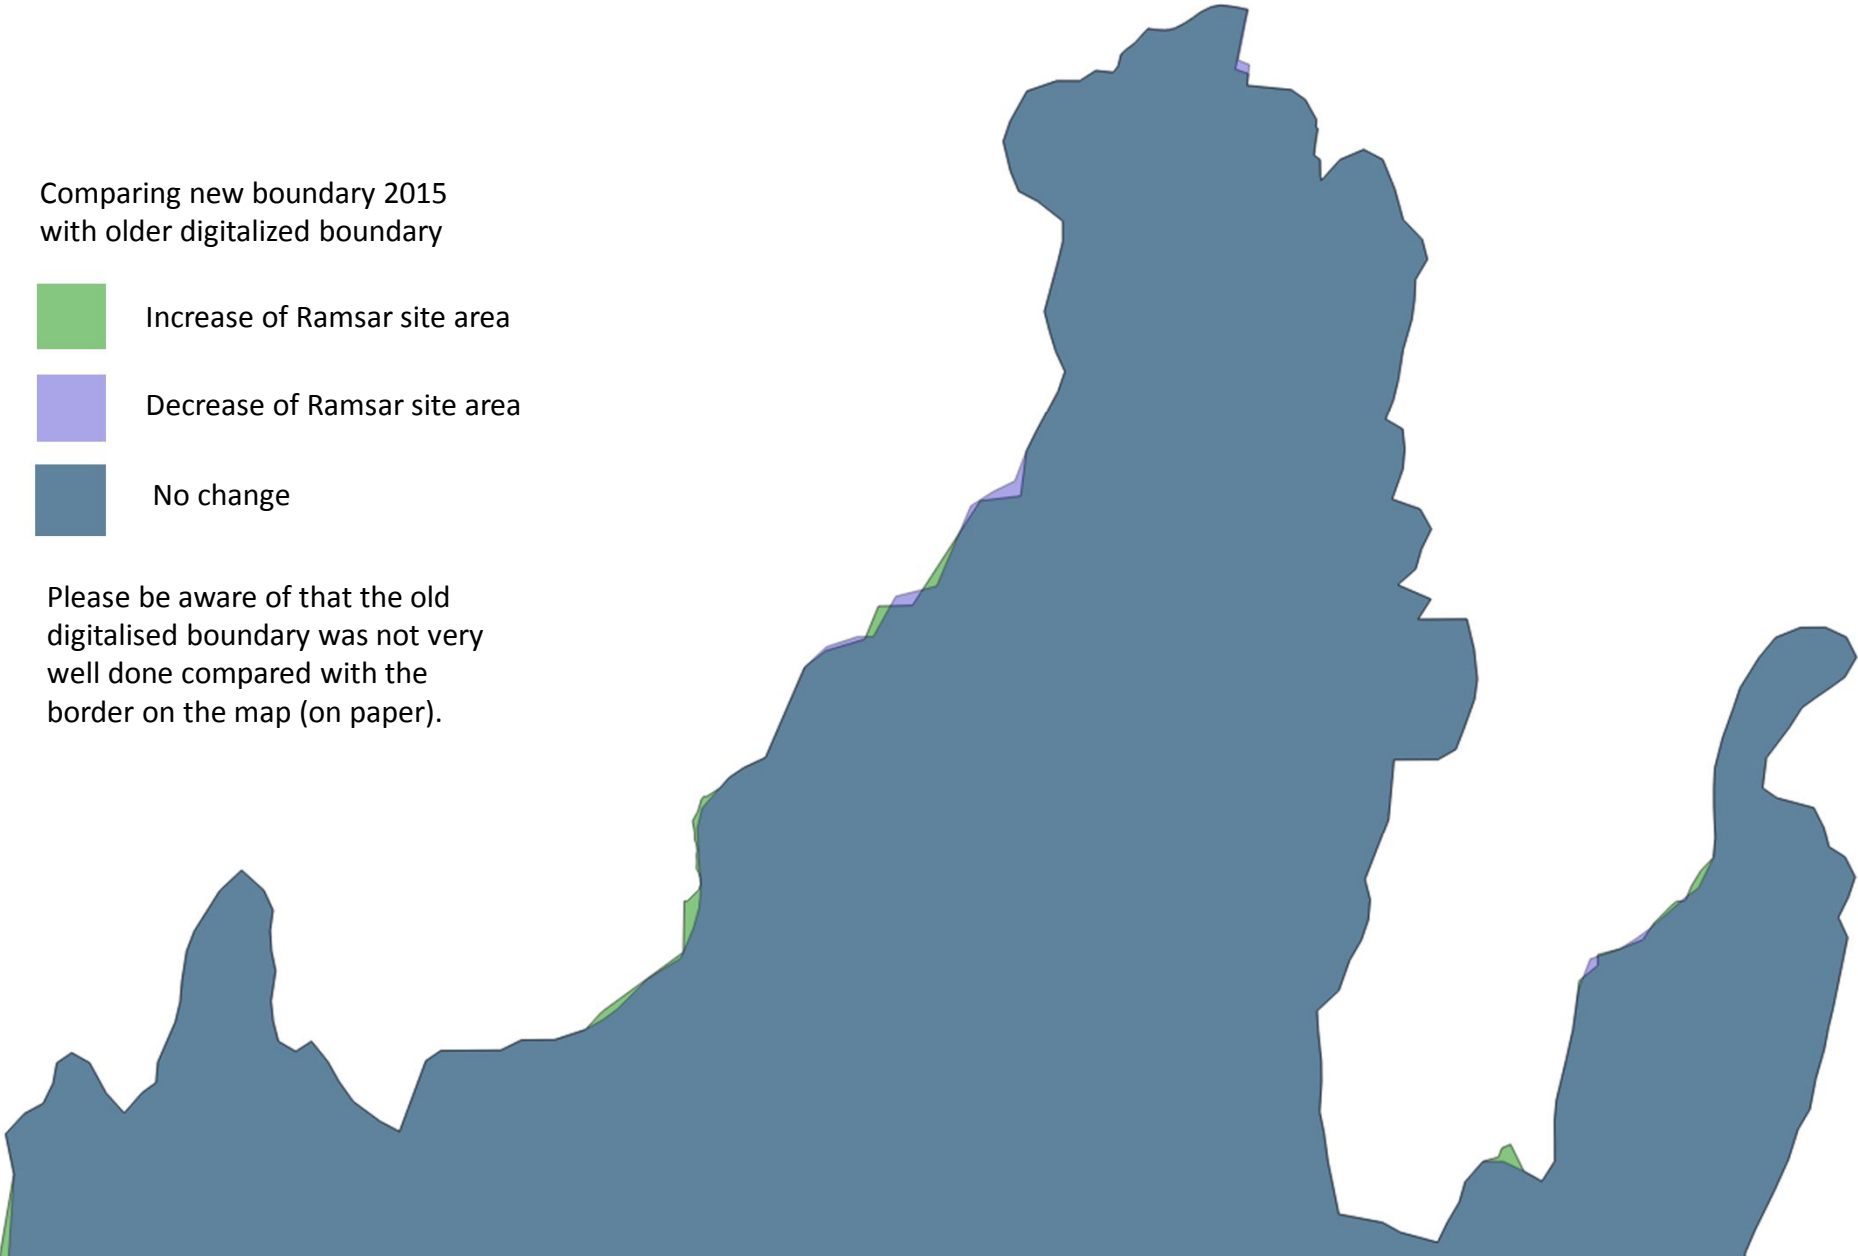 Comparing new boundary 2015
with older digitalized boundary
Increase of Ramsar site area
Decrease of Ramsar site area
No change
Please be aware of that the old
digitalised boundary was not very
well done compared with the
border on the map (on paper).